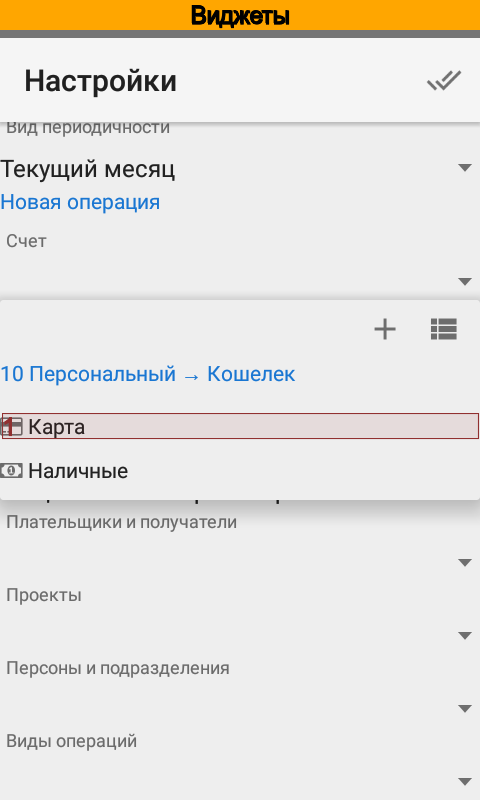 Виджеты
Настройки
Вид периодичности
Текущий месяц
Новая операция
Счет
10 Персональный → Кошелек
1 Карта
Наличные
Плательщики и получатели
Проекты
Персоны и подразделения
Виды операций